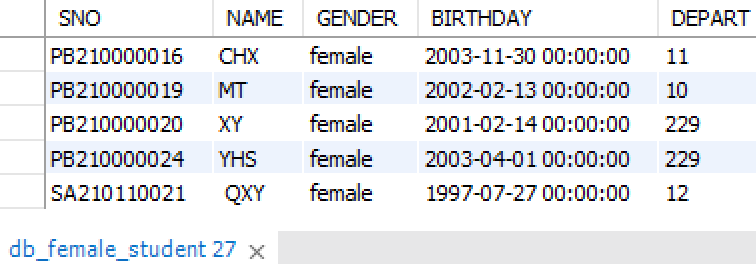 SNO NAME GENDER BIRTHDAY DEPART
PB210000016 CHX female 2003-11-30 00:00:00 11
PB210000019 MT female 2002-02-13 00:00:00 10
PB210000020 XY female 2001-02-14 00:00:00 229
PB210000024 YHS female 2003-04-01 00:00:00 229
SA210110021 QXY female 1997-07-27 00:00:00 12
db_female_student 27